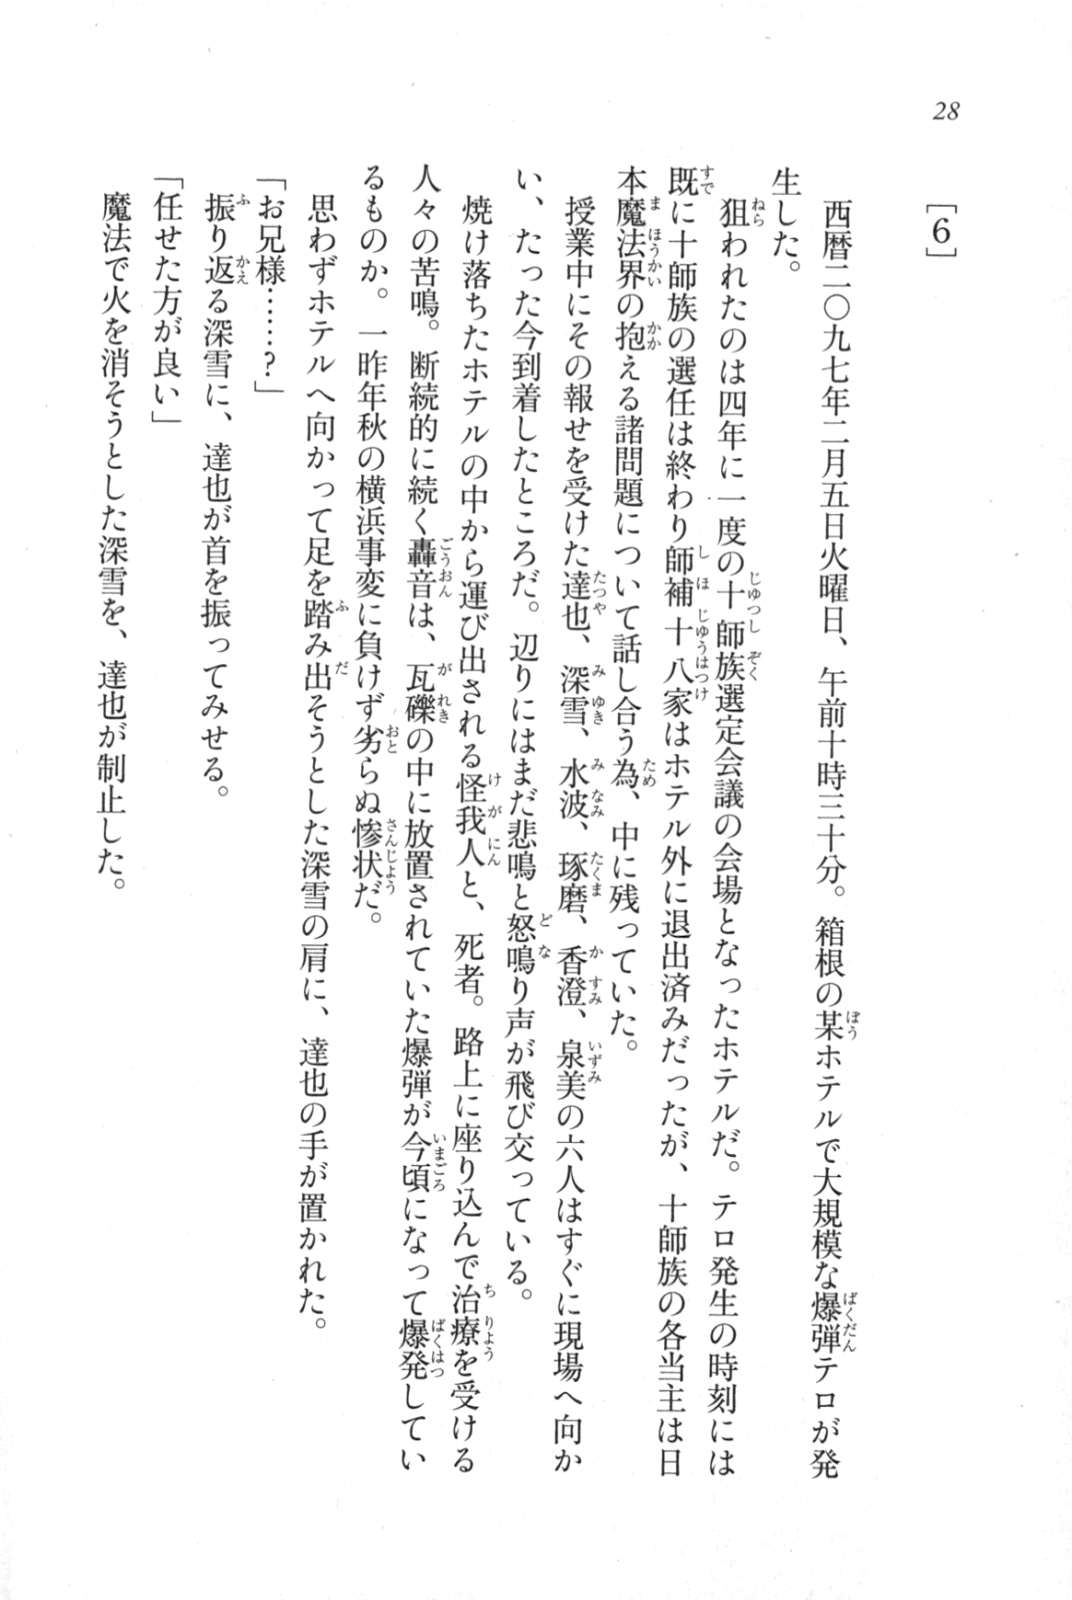 28
[6]
西暦二〇九七年二月五日火曜日、午前十時三十分。箱根の某ホテルで大規模な爆弾テロが発
生した。
狙われたのは四年に一度の十師族選定会議の会場となったホテルだ。テロ発生の時刻には
既に十師族の選任は終わり師補十八家はホテル外に退出済みだったが、十師族の各当主は日
本魔法界の抱える諸問題について話し合う為、中に残っていた。
授業中にその報せを受けた達也、深雪、水波、琢磨、香澄、泉美の六人はすぐに現場へ向か
い、たった今到着したところだ。辺りにはまだ悲鳴と怒鳴り声が飛び交っている。
焼け落ちたホテルの中から運び出される怪我人と、死者。路上に座り込んで治療を受ける
人々の苦鳴。断続的に続く轟音は、瓦礫の中に放置されていた爆弾が今頃になって爆発してい
るものか。一昨年秋の横浜事変に負けず劣らぬ惨状だ。
思わずホテルへ向かって足を踏み出そうとした深雪の肩に、達也の手が置かれた。
「お兄様……?」
振り返る深雪に、達也が首を振ってみせる。
「任せた方が良い」
魔法で火を消そうとした深雪を、達也が制止した。